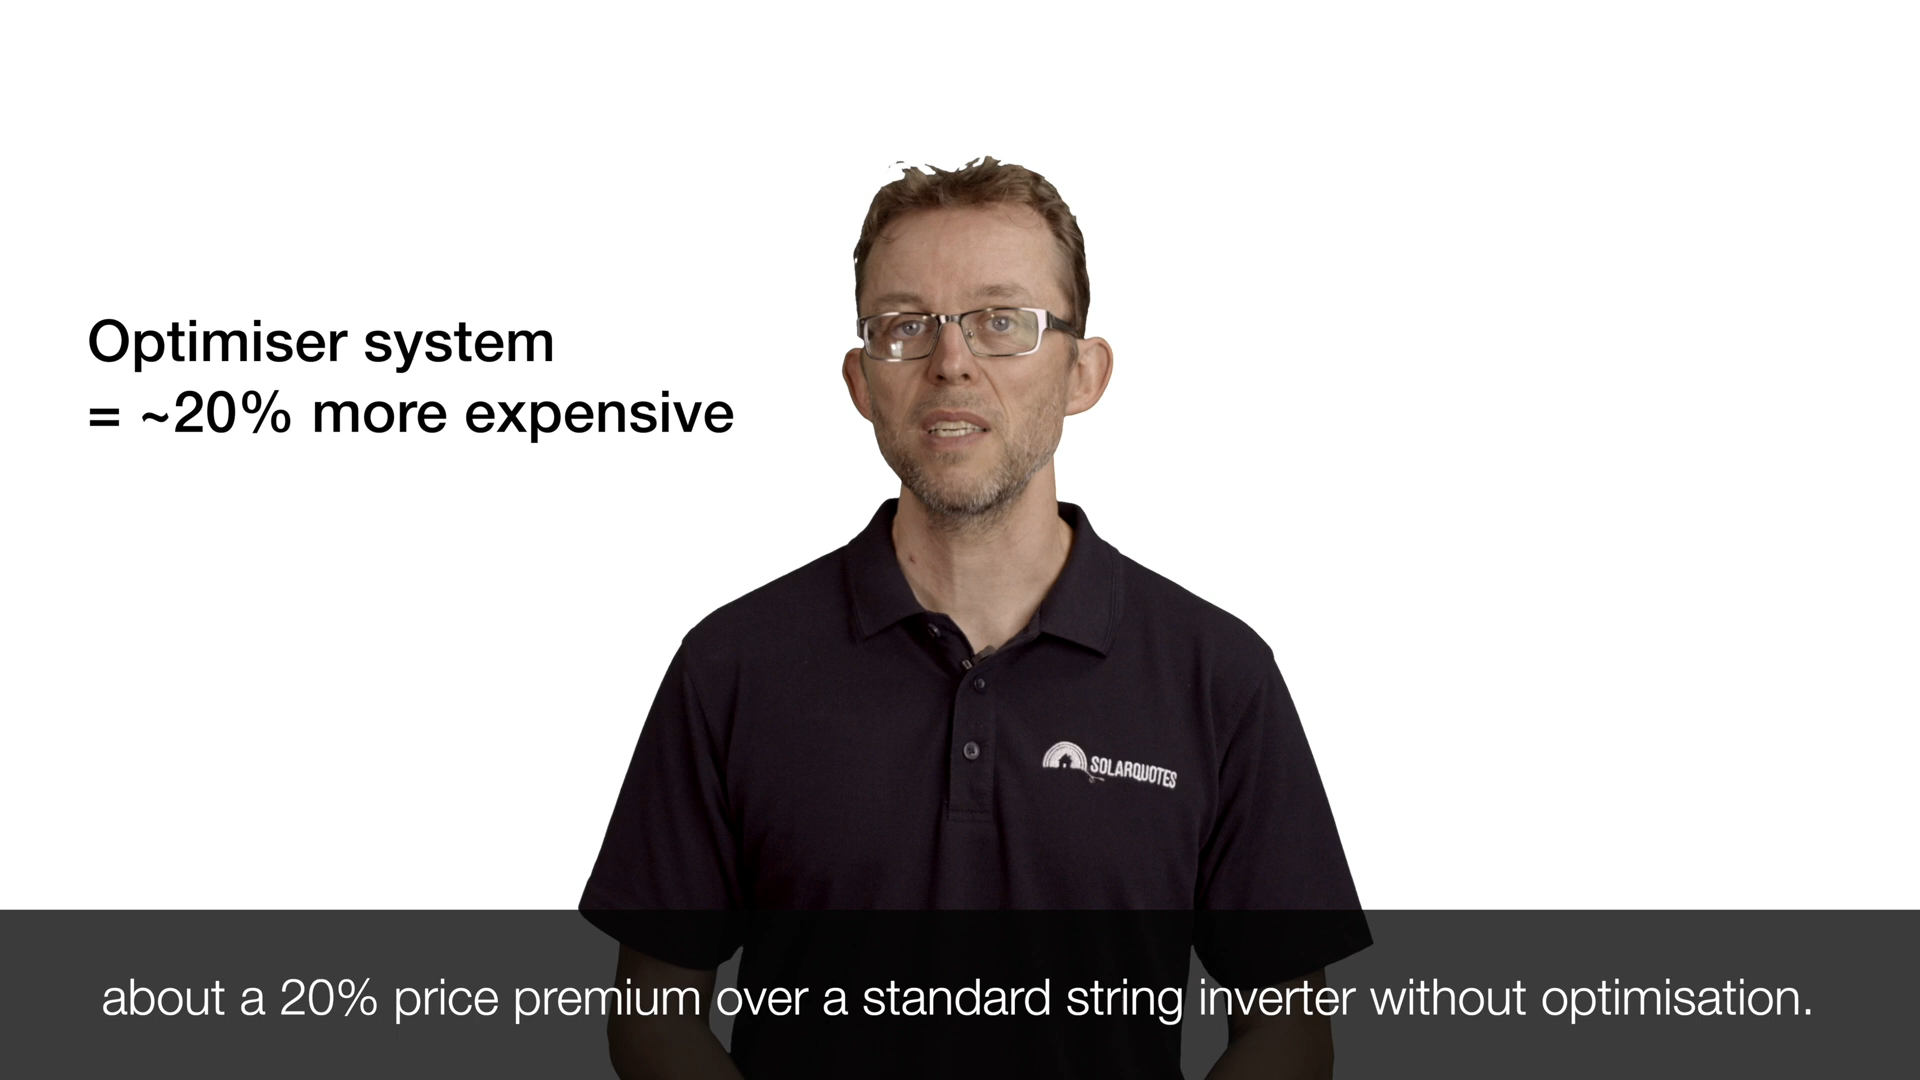 Optimiser system
= ~20% more expensive
SOLARQUOTES
about a 20% price premium over a standard string inverter without optimisation.